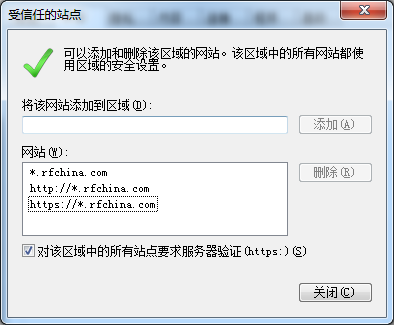 受信任的站点
可以添加和删除该区域的网站。该区域中的所有网站都使
用区域的安全设置。
将该网站添加到区域(D):
添加(A)
网站(W):
*.rfchina.com
http://*.rfchina.com
https://*.rfchina.com
删除(R)
对该区域中的所有站点要求服务器验证(https:)(S)
关闭(C)